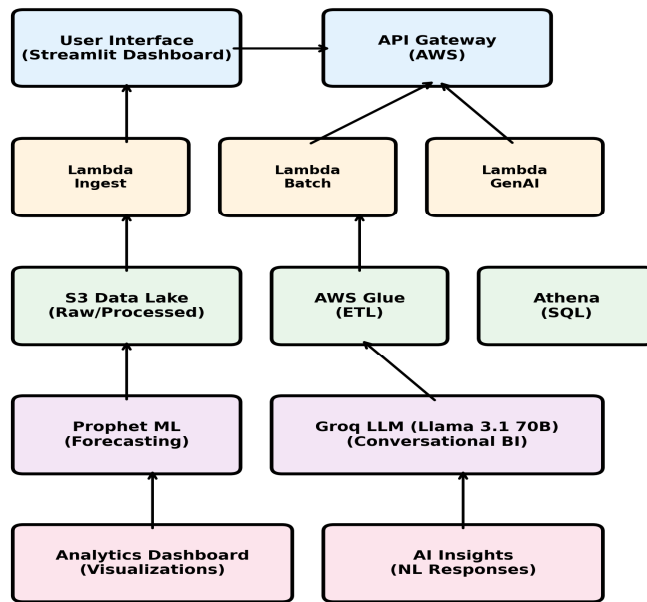 User Interface
(Streamlit Dashboard)
API Gateway
(AWS)
Lambda
Ingest
Lambda
Batch
Lambda
GenAI
S3 Data Lake
(Raw/Processed)
AWS Glue
(ETL)
Athena
(SQL)
Prophet ML
(Forecasting)
Groq LLM (Llama 3.1 70B)
(Conversational BI)
Analytics Dashboard
(Visualizations)
AI Insights
(NL Responses)